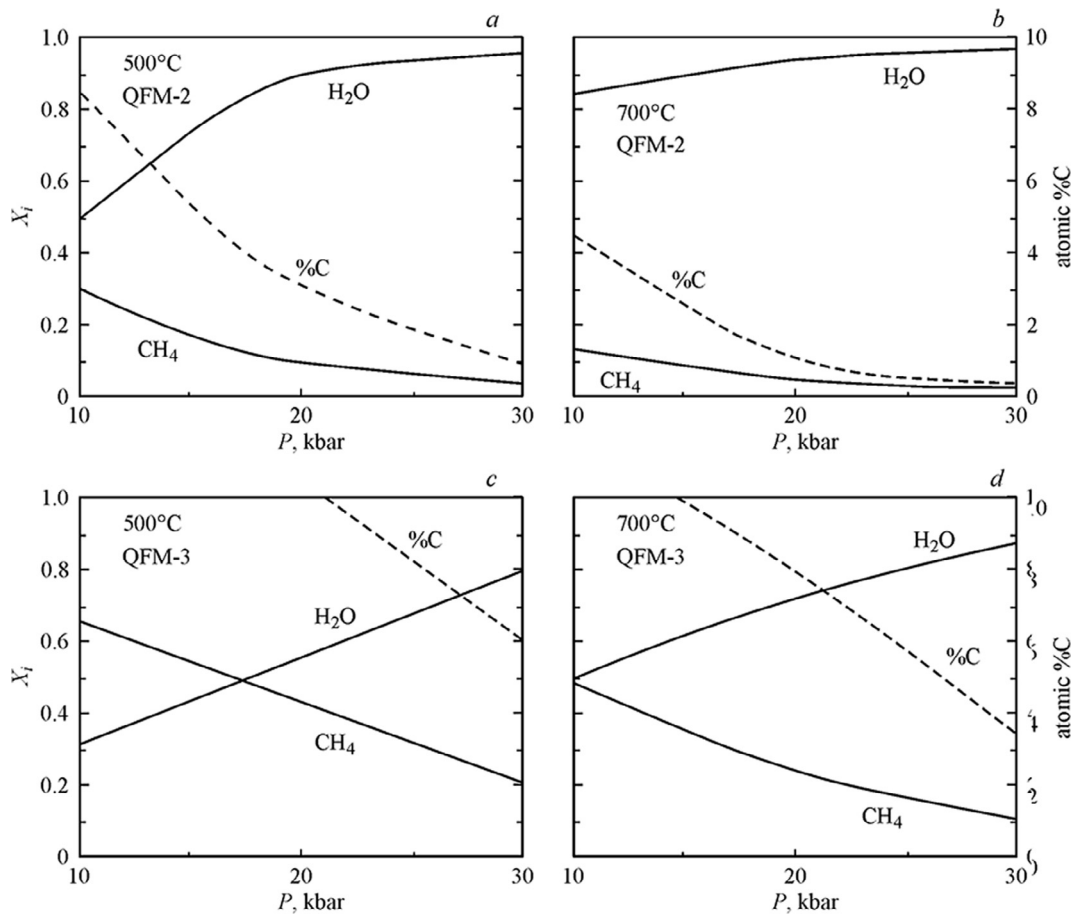 a
1.0
500°C
QFM-2
H₂O
0.8
0.6
Xᵢ
0.4
%C
0.2
CH₄
0
10
20
30
P, kbar
b
10
700°C
QFM-2
H₂O
8
6
atomic %C
4
%C
2
CH₄
0
10
20
30
P, kbar
c
1.0
500°C
QFM-3
%C
0.8
H₂O
0.6
Xᵢ
0.4
CH₄
0.2
0
10
20
30
P, kbar
d
700°C
QFM-3
H₂O
%C
atomic %C
CH₄
10
20
30
P, kbar